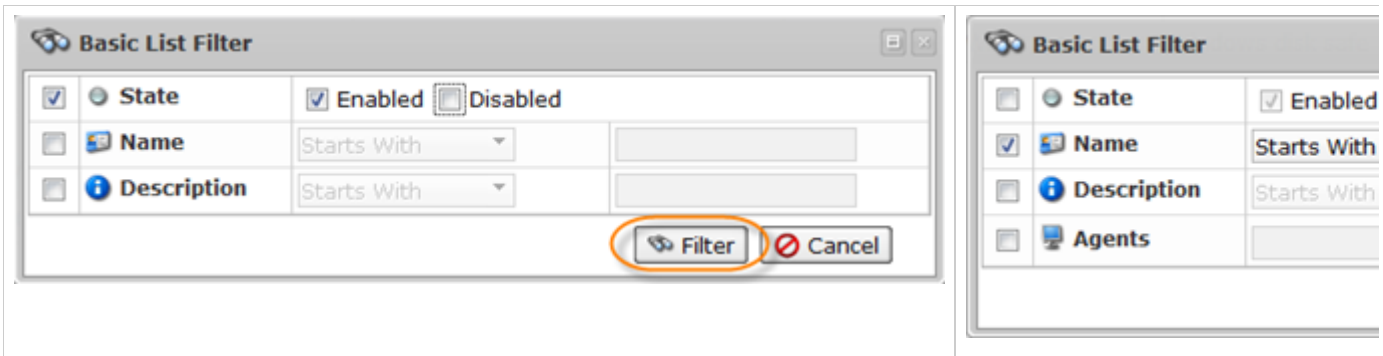 Basic List Filter
State Enabled Disabled
Name Starts With
Description Starts With
Filter Cancel
Basic List Filter
State Enabled
Name Starts With
Description Starts With
Agents